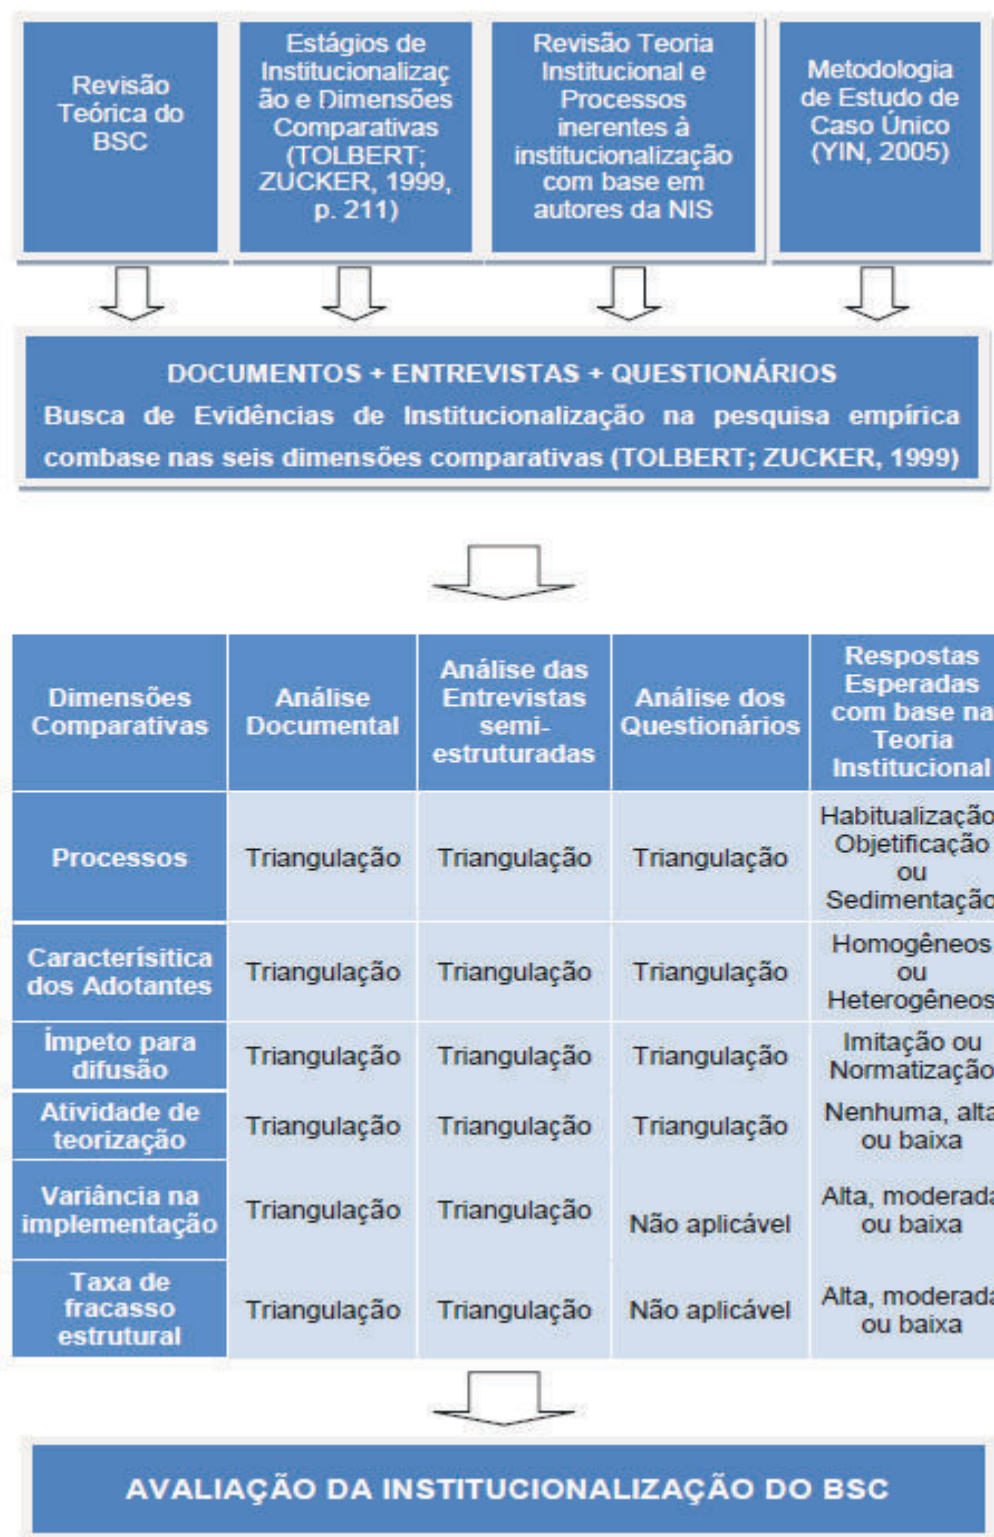 Revisão
Teórica do
BSC
Estágios de
Institucionalizaç
ão e Dimensões
Comparativas
(TOLBERT;
ZUCKER, 1999,
p. 211)
Revisão Teoria
Institucional e
Processos
inerentes à
institucionalização
com base em
autores da NIS
Metodologia
de Estudo de
Caso Único
(YIN, 2005)
DOCUMENTOS + ENTREVISTAS + QUESTIONÁRIOS
Busca de Evidências de Institucionalização na pesquisa empírica
combase nas seis dimensões comparativas (TOLBERT; ZUCKER, 1999)
Dimensões
Comparativas
Análise
Documental
Análise das
Entrevistas
semi-
estruturadas
Análise dos
Questionários
Respostas
Esperadas
com base na
Teoria
Institucional
Processos
Triangulação
Triangulação
Triangulação
Habitualização
Objetificação
ou
Sedimentação
Caracterísitica
dos Adotantes
Triangulação
Triangulação
Triangulação
Homogêneos
ou
Heterogêneos
Ímpeto para
difusão
Triangulação
Triangulação
Triangulação
Imitação ou
Normatização
Atividade de
teorização
Triangulação
Triangulação
Triangulação
Nenhuma, alta
ou baixa
Variância na
implementação
Triangulação
Triangulação
Não aplicável
Alta, moderada
ou baixa
Taxa de
fracasso
estrutural
Triangulação
Triangulação
Não aplicável
Alta, moderada
ou baixa
AVALIAÇÃO DA INSTITUCIONALIZAÇÃO DO BSC